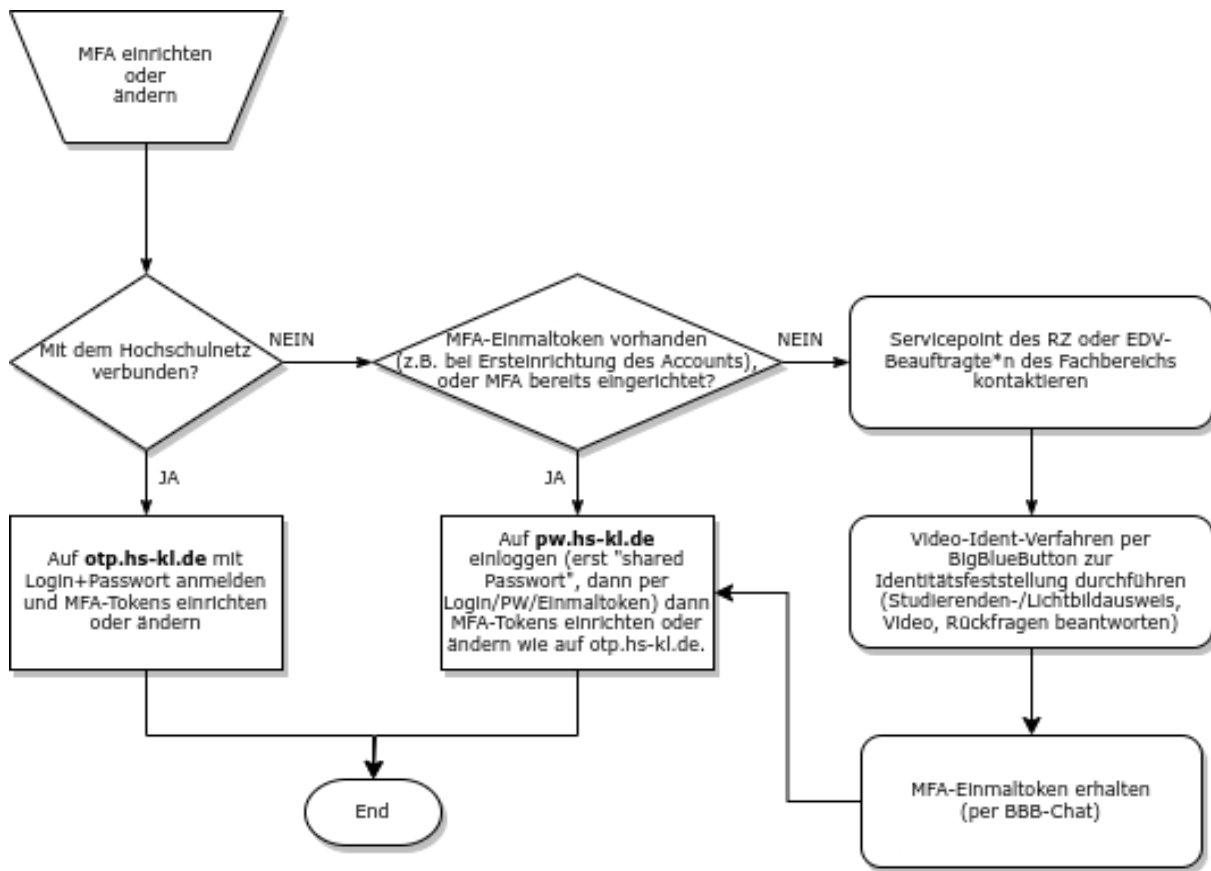 MFA einrichten
oder
ändern
Mit dem Hochschulnetz
verbunden?
NEIN
MFA-Einmaltoken vorhanden
(z.B. bei Ersteinrichtung des Accounts),
oder MFA bereits eingerichtet?
NEIN
Servicepoint des RZ oder EDV-
Beauftragte*n des Fachbereichs
kontaktieren
JA
JA
Auf otp.hs-kl.de mit
Login+Passwort anmelden
und MFA-Tokens einrichten
oder ändern
Auf pw.hs-kl.de
einloggen (erst "shared
Passwort", dann per
Login/PW/Einmaltoken) dann
MFA-Tokens einrichten oder
ändern wie auf otp.hs-kl.de.
Video-Ident-Verfahren per
BigBlueButton zur
Identitätsfeststellung durchführen
(Studierenden-/Lichtbildausweis,
Video, Rückfragen beantworten)
End
MFA-Einmaltoken erhalten
(per BBB-Chat)